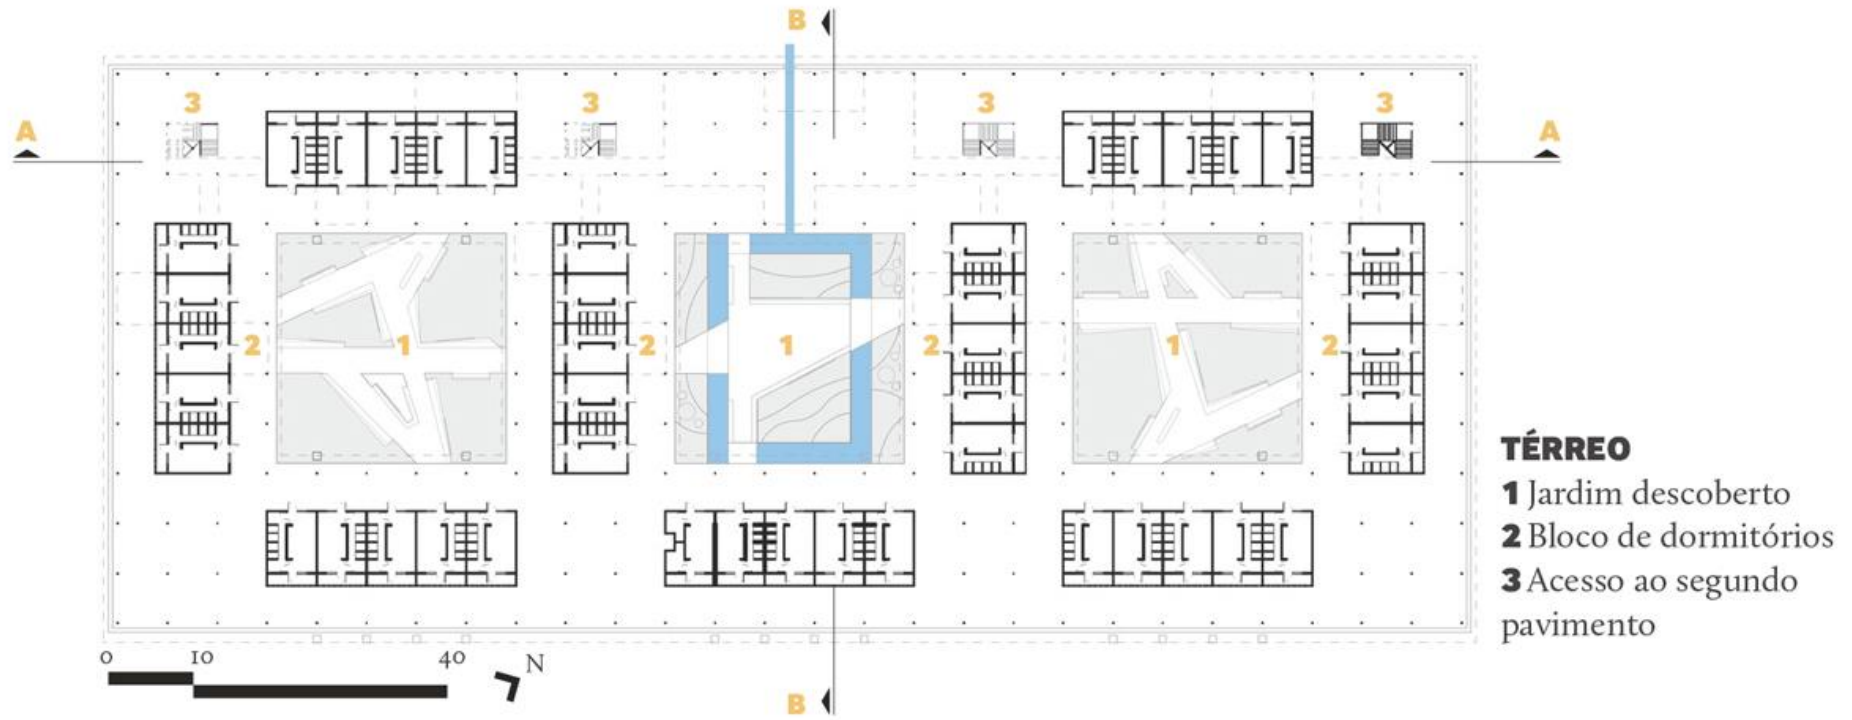 B
3 3 3 3
A A
2 1 2 1 2 1 2
TÉRREO
1 Jardim descoberto
2 Bloco de dormitórios
3 Acesso ao segundo
pavimento
0 10 40 N
B